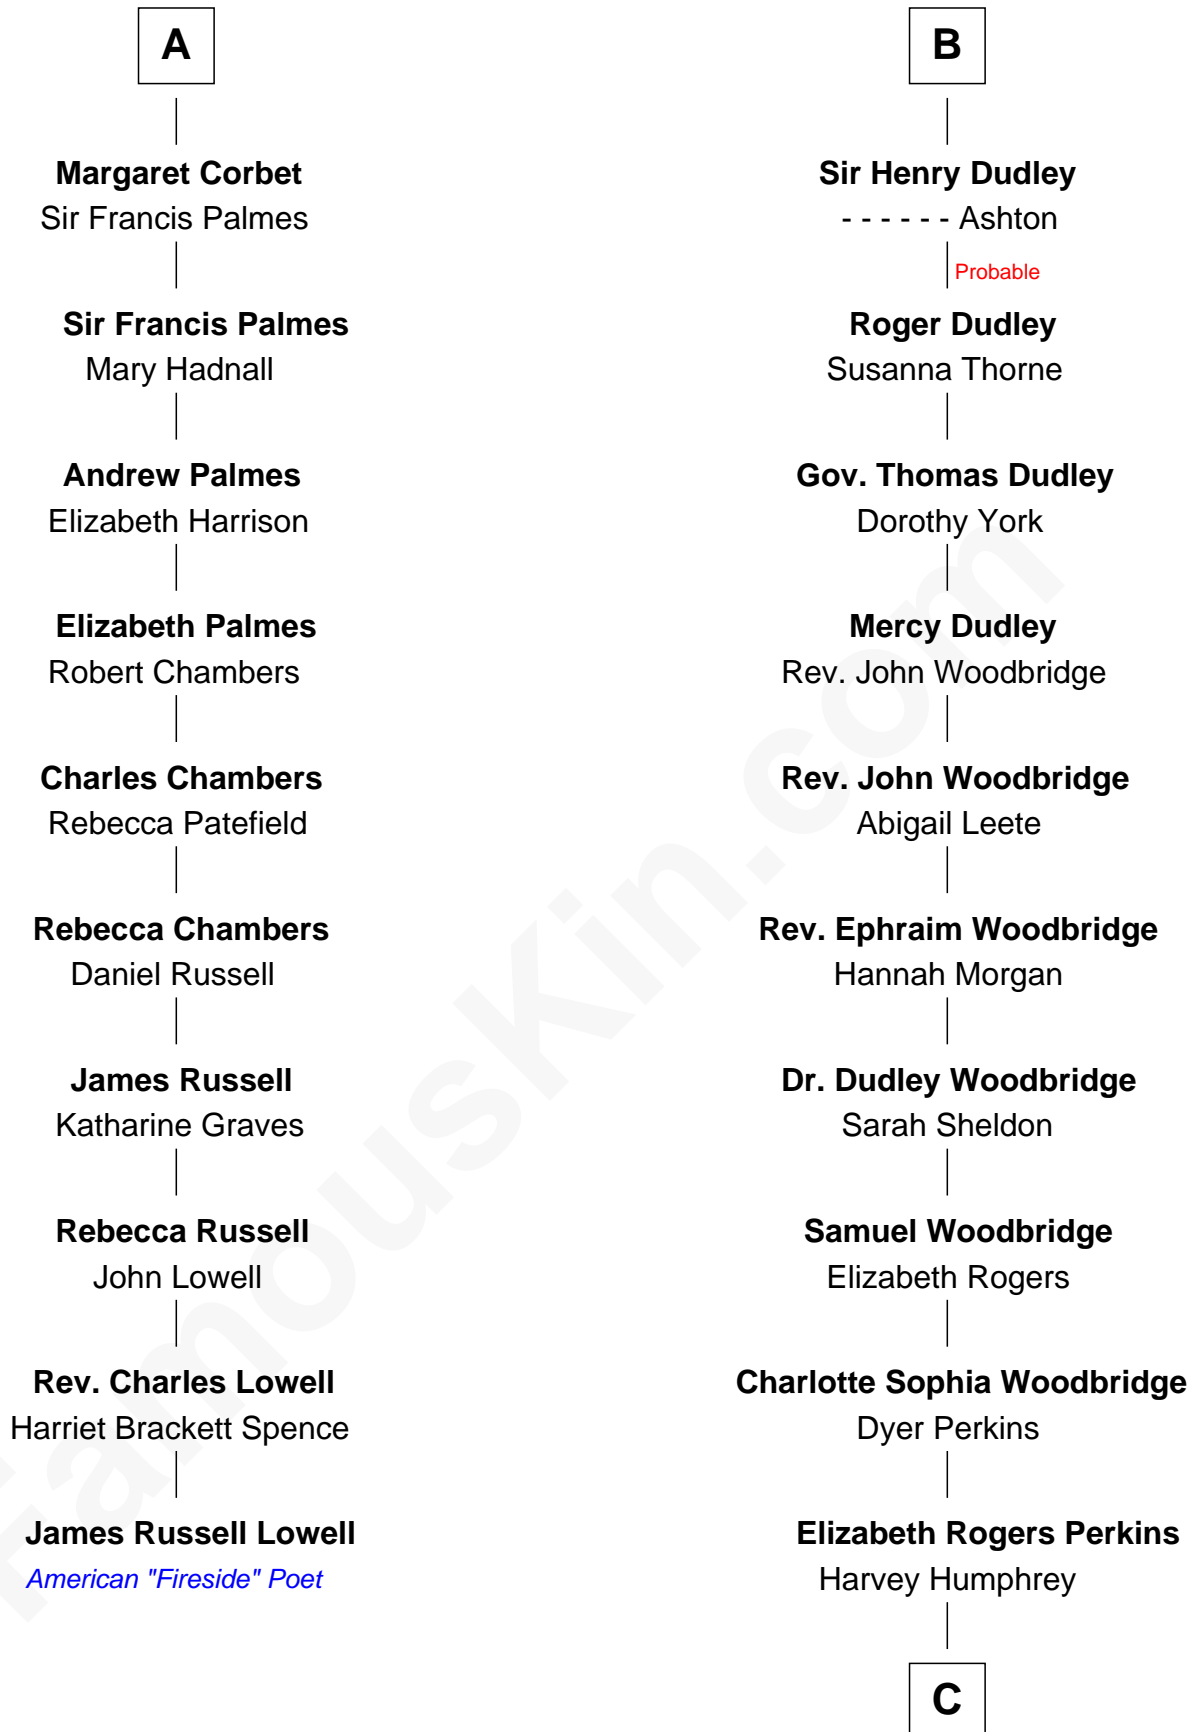 A
Margaret Corbet
Sir Francis Palmes
Sir Francis Palmes
Mary Hadnall
Andrew Palmes
Elizabeth Harrison
Elizabeth Palmes
Robert Chambers
Charles Chambers
Rebecca Patefield
Rebecca Chambers
Daniel Russell
James Russell
Katharine Graves
Rebecca Russell
John Lowell
Rev. Charles Lowell
Harriet Brackett Spence
James Russell Lowell
American "Fireside" Poet
B
Sir Henry Dudley
- - - - - - Ashton
Probable
Roger Dudley
Susanna Thorne
Gov. Thomas Dudley
Dorothy York
Mercy Dudley
Rev. John Woodbridge
Rev. John Woodbridge
Abigail Leete
Rev. Ephraim Woodbridge
Hannah Morgan
Dr. Dudley Woodbridge
Sarah Sheldon
Samuel Woodbridge
Elizabeth Rogers
Charlotte Sophia Woodbridge
Dyer Perkins
Elizabeth Rogers Perkins
Harvey Humphrey
C
FamousKin.com